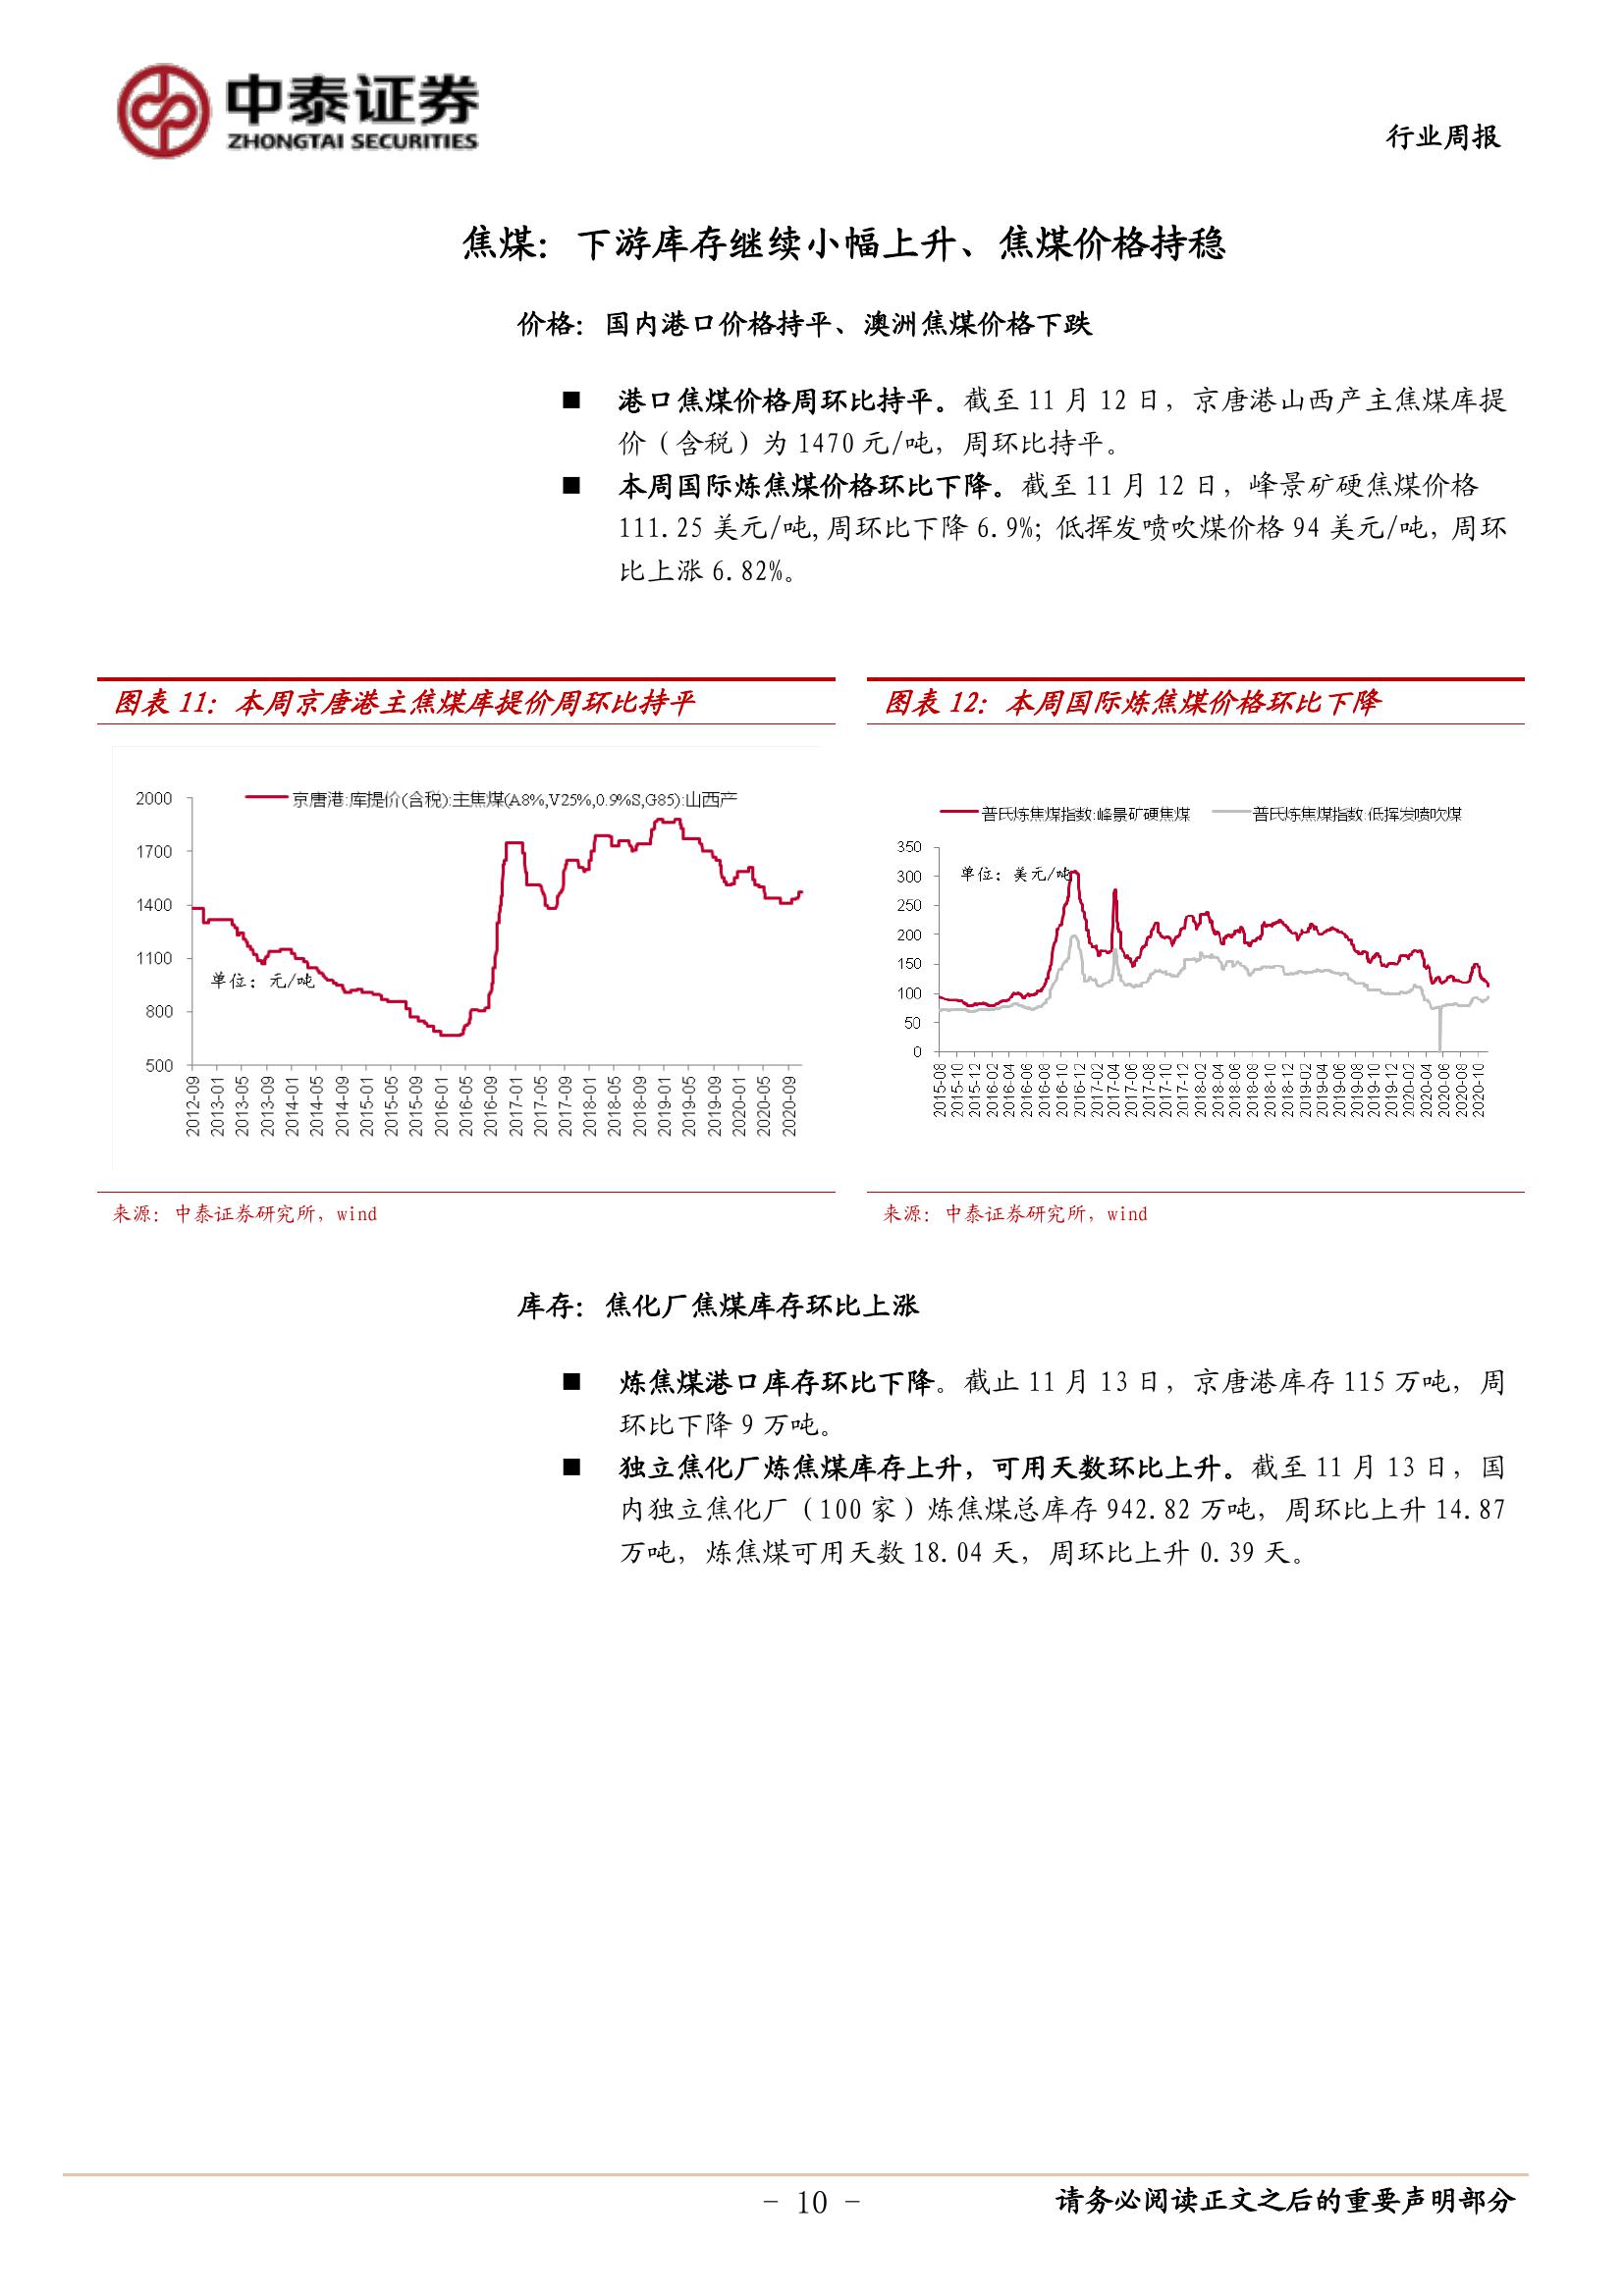 中泰证券
ZHONGTAI SECURITIES
行业周报
焦煤：下游库存继续小幅上升、焦煤价格持稳
价格：国内港口价格持平、澳洲焦煤价格下跌
■ 港口焦煤价格周环比持平。截至 11 月 12 日，京唐港山西产主焦煤库提
价（含税）为 1470 元/吨，周环比持平。
■ 本周国际炼焦煤价格环比下降。截至 11 月 12 日，峰景矿硬焦煤价格
111.25 美元/吨,周环比下降 6.9%；低挥发喷吹煤价格 94 美元/吨，周环
比上涨 6.82%。
图表 11：本周京唐港主焦煤库提价周环比持平
京唐港:库提价(含税):主焦煤(A8%,V25%,0.9%S,G85):山西产
2000
1700
1400
1100
800
500
单位：元/吨
2012-09
2013-01
2013-05
2013-09
2014-01
2014-05
2014-09
2015-01
2015-05
2015-09
2016-01
2016-05
2016-09
2017-01
2017-05
2017-09
2018-01
2018-05
2018-09
2019-01
2019-05
2019-09
2020-01
2020-05
2020-09
来源：中泰证券研究所，wind
图表 12：本周国际炼焦煤价格环比下降
普氏炼焦煤指数:峰景矿硬焦煤
普氏炼焦煤指数:低挥发喷吹煤
350
300
250
200
150
100
50
0
单位：美元/吨
2015-08
2015-10
2015-12
2016-02
2016-04
2016-06
2016-08
2016-10
2016-12
2017-02
2017-04
2017-06
2017-08
2017-10
2017-12
2018-02
2018-04
2018-06
2018-08
2018-10
2018-12
2019-02
2019-04
2019-06
2019-08
2019-10
2019-12
2020-02
2020-04
2020-06
2020-08
2020-10
来源：中泰证券研究所，wind
库存：焦化厂焦煤库存环比上涨
■ 炼焦煤港口库存环比下降。截止 11 月 13 日，京唐港库存 115 万吨，周
环比下降 9 万吨。
■ 独立焦化厂炼焦煤库存上升，可用天数环比上升。截至 11 月 13 日，国
内独立焦化厂（100 家）炼焦煤总库存 942.82 万吨，周环比上升 14.87
万吨，炼焦煤可用天数 18.04 天，周环比上升 0.39 天。
- 10 -
请务必阅读正文之后的重要声明部分